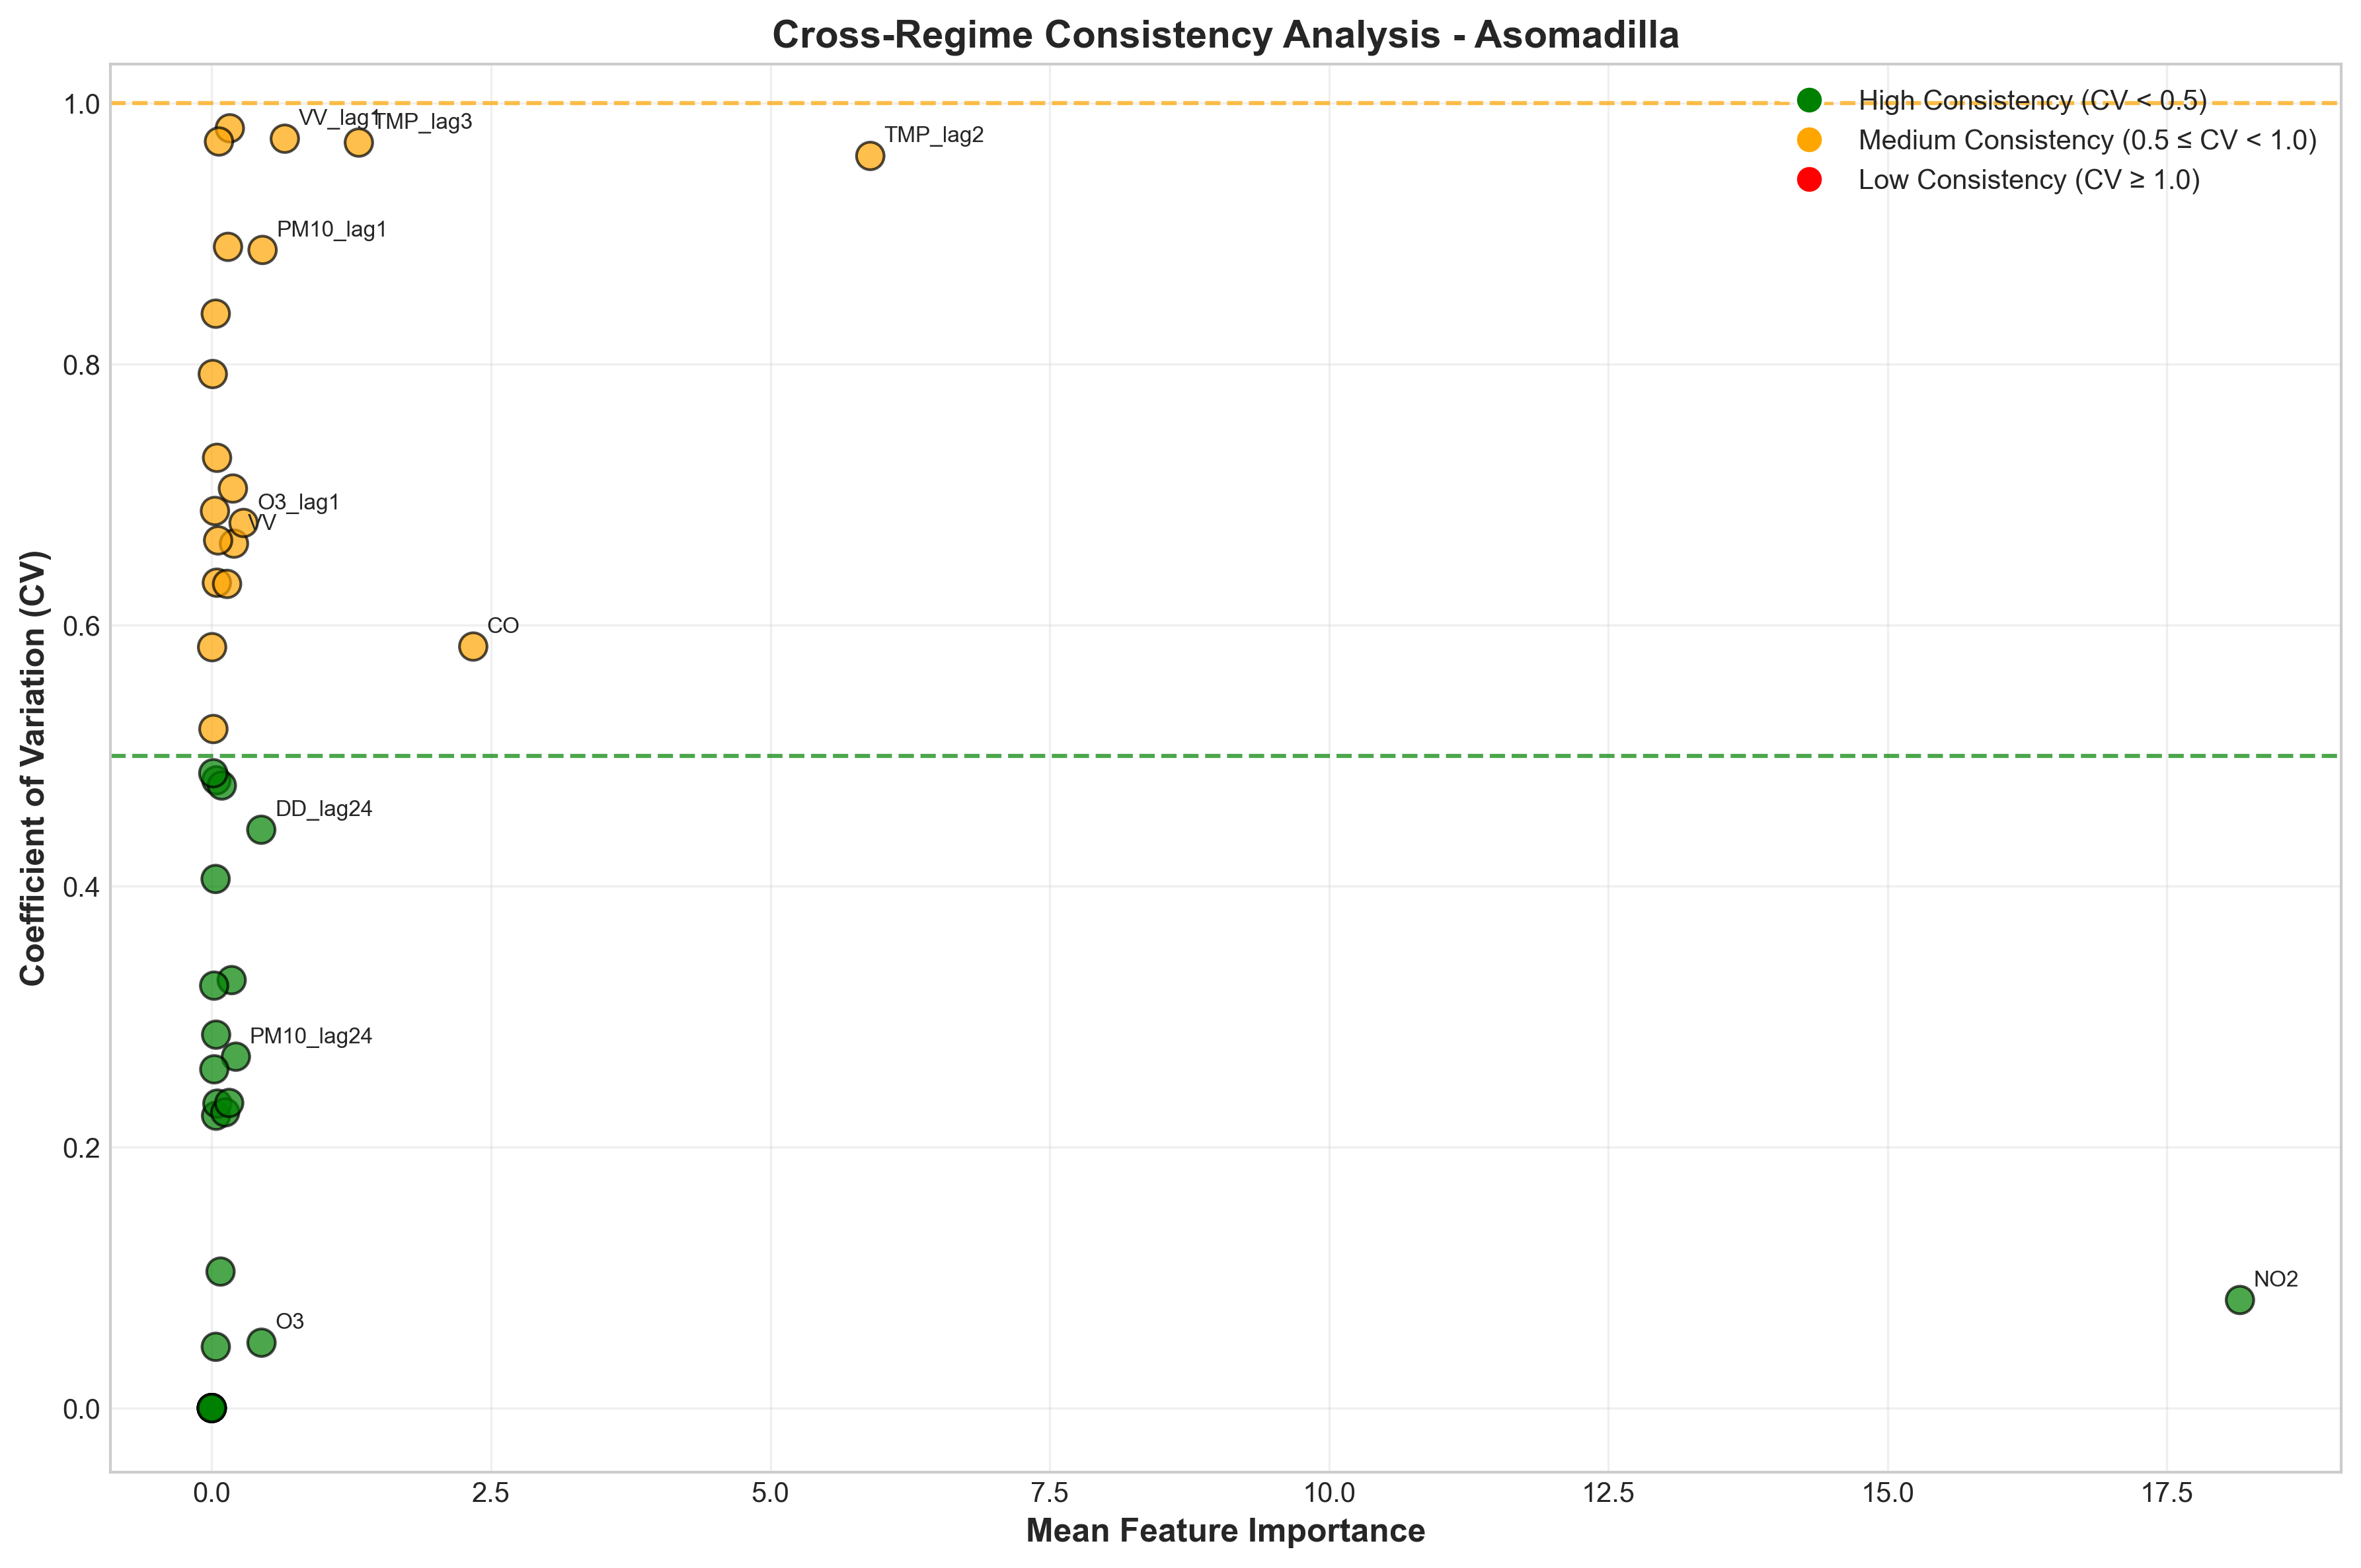 Cross-Regime Consistency Analysis - Asomadilla
High Consistency (CV < 0.5)
Medium Consistency (0.5 ≤ CV < 1.0)
Low Consistency (CV ≥ 1.0)
Coefficient of Variation (CV)
1.0
0.8
0.6
0.4
0.2
0.0
VV_lag1
TMP_lag3
TMP_lag2
PM10_lag1
O3_lag1
VV
CO
DD_lag24
PM10_lag24
NO2
O3
0.0 2.5 5.0 7.5 10.0 12.5 15.0 17.5
Mean Feature Importance